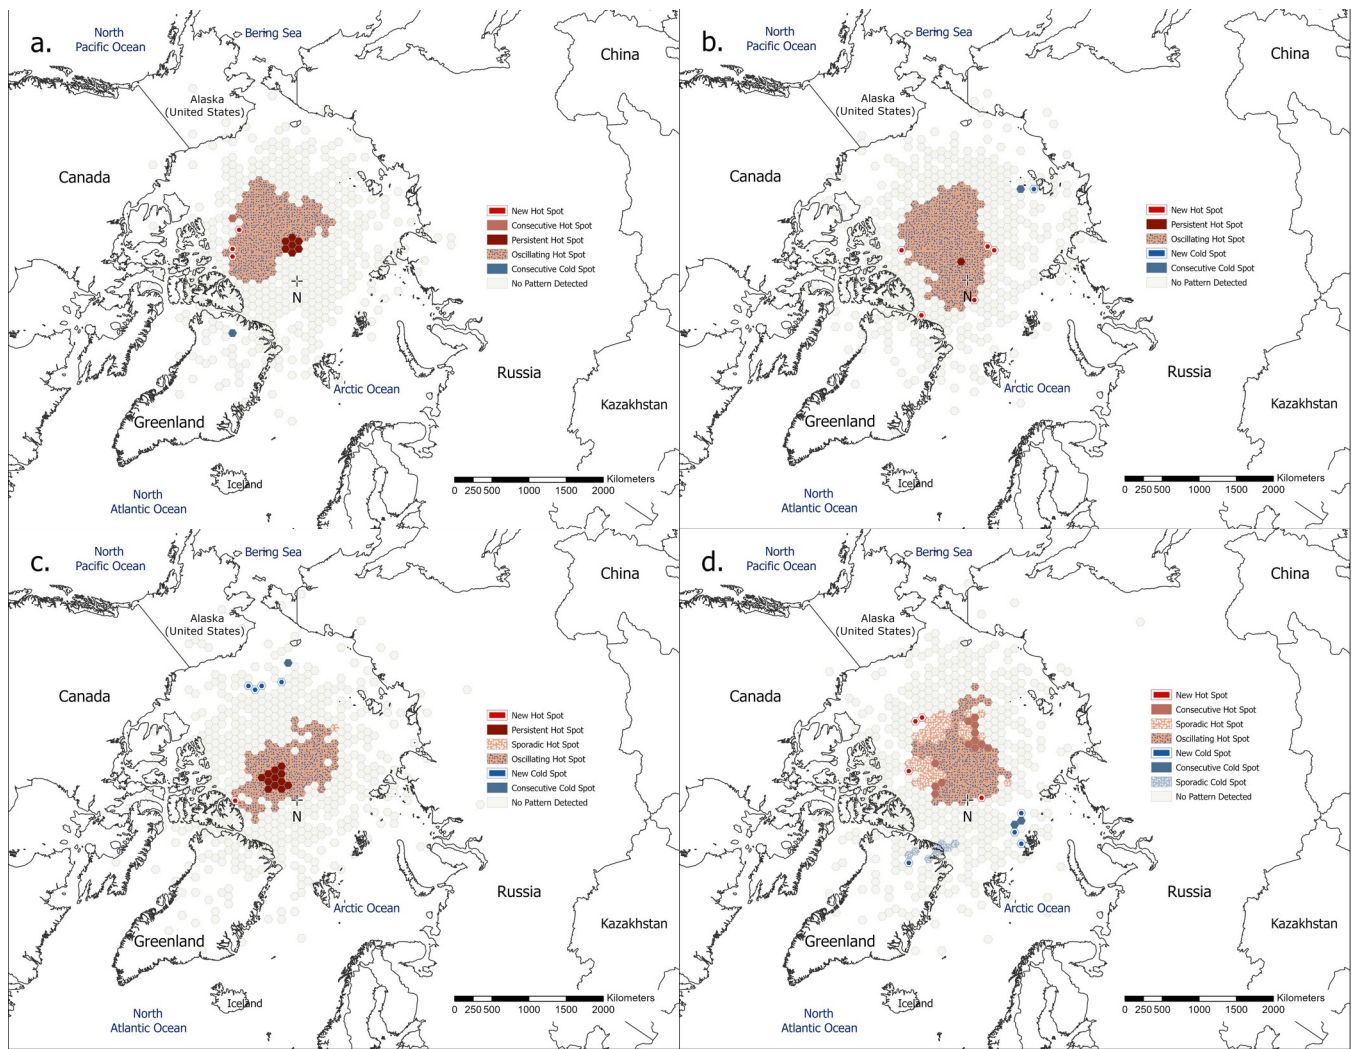 a.
North
Pacific Ocean
Bering Sea
China
Alaska
(United States)
Canada
New Hot Spot
Consecutive Hot Spot
Persistent Hot Spot
Oscillating Hot Spot
Consecutive Cold Spot
No Pattern Detected
N
Russia
Arctic Ocean
Kazakhstan
Greenland
Iceland
Kilometers
0 250 500 1000 1500 2000
North
Atlantic Ocean
b.
North
Pacific Ocean
Bering Sea
China
Alaska
(United States)
Canada
New Hot Spot
Persistent Hot Spot
Oscillating Hot Spot
New Cold Spot
Consecutive Cold Spot
No Pattern Detected
N
Russia
Arctic Ocean
Kazakhstan
Greenland
Iceland
Kilometers
0 250 500 1000 1500 2000
North
Atlantic Ocean
c.
North
Pacific Ocean
Bering Sea
China
Alaska
(United States)
Canada
New Hot Spot
Persistent Hot Spot
Sporadic Hot Spot
Oscillating Hot Spot
New Cold Spot
Consecutive Cold Spot
No Pattern Detected
N
Russia
Arctic Ocean
Kazakhstan
Greenland
Iceland
Kilometers
0 250 500 1000 1500 2000
North
Atlantic Ocean
d.
North
Pacific Ocean
Bering Sea
China
Alaska
(United States)
Canada
New Hot Spot
Consecutive Hot Spot
Sporadic Hot Spot
Oscillating Hot Spot
New Cold Spot
Consecutive Cold Spot
Sporadic Cold Spot
No Pattern Detected
N
Russia
Arctic Ocean
Kazakhstan
Greenland
Iceland
Kilometers
0 250 500 1000 1500 2000
North
Atlantic Ocean